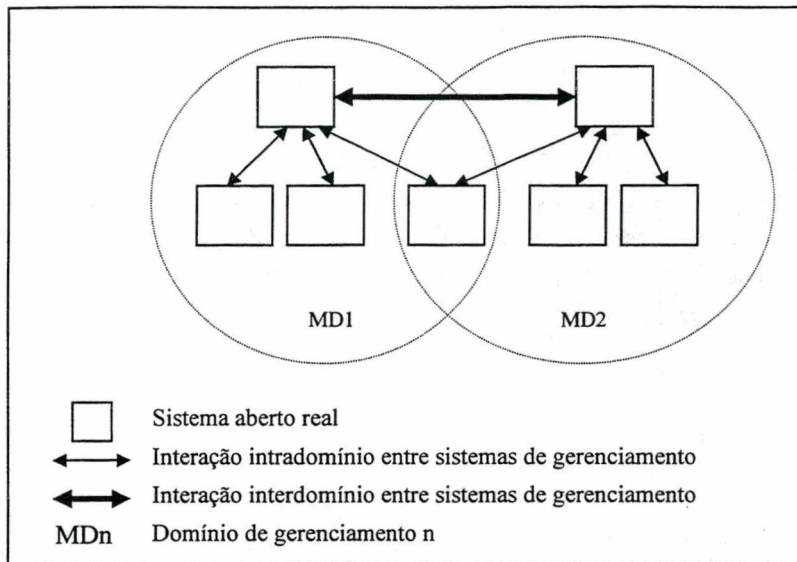 MD1
MD2
Sistema aberto real
Interação intradomínio entre sistemas de gerenciamento
Interação interdomínio entre sistemas de gerenciamento
MDn Domínio de gerenciamento n